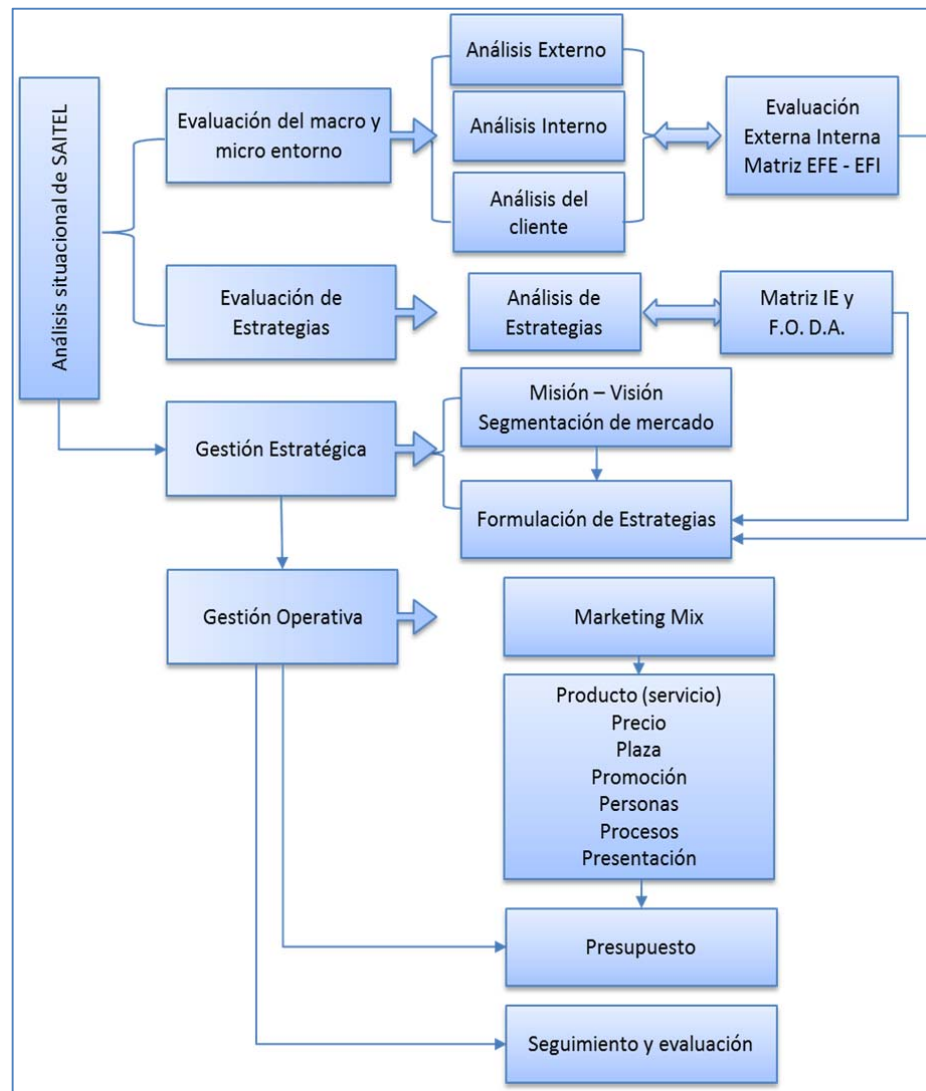 Análisis situacional de SAITEL
Evaluación del macro y
micro entorno
Análisis Externo
Análisis Interno
Análisis del
cliente
Evaluación
Externa Interna
Matriz EFE - EFI
Evaluación de
Estrategias
Análisis de
Estrategias
Matriz IE y
F.O. D.A.
Gestión Estratégica
Misión – Visión
Segmentación de mercado
Formulación de Estrategias
Gestión Operativa
Marketing Mix
Producto (servicio)
Precio
Plaza
Promoción
Personas
Procesos
Presentación
Presupuesto
Seguimiento y evaluación